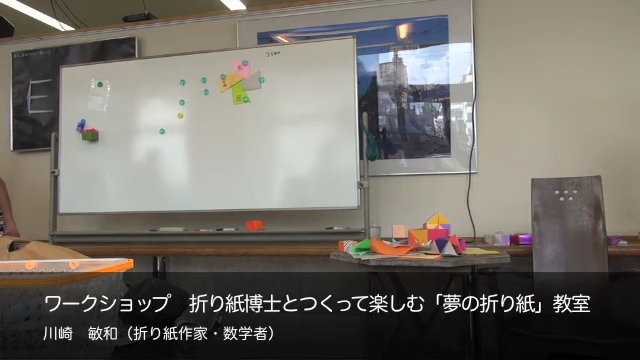 ワークショップ　折り紙博士とつくって楽しむ「夢の折り紙」教室
川崎　敏和（折り紙作家・数学者）